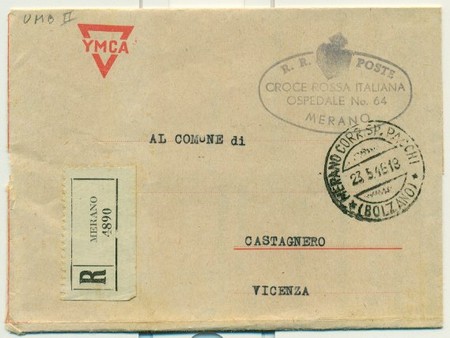 UMB II
YMCA
R. R. POSTE
CROCE ROSSA ITALIANA
OSPEDALE No. 64
MERANO
AL COMUNE di
MERANO CORR. SP. PACCHI
23.5.45.18
* (BOLZANO) *
R
MERANO
4890
CASTAGNERO
VICENZA